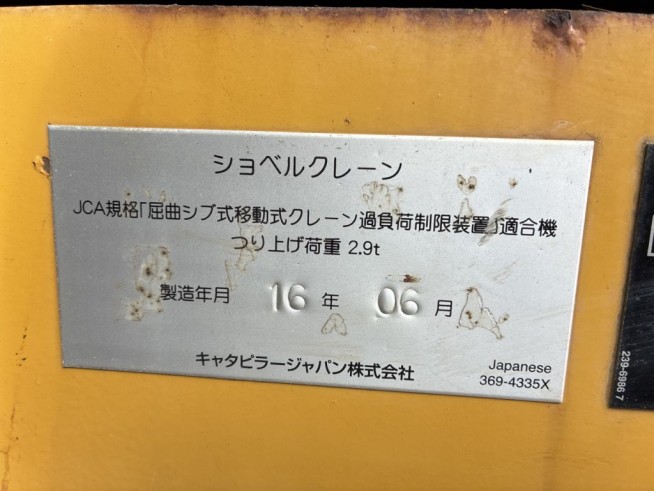 ショベルクレーン
JCA規格「屈曲ジブ式移動式クレーン過負荷制限装置」適合機
つり上げ荷重 2.9t
製造年月 16 年 06 月
キャタピラージャパン株式会社
Japanese
369-4335X
239-6986 7